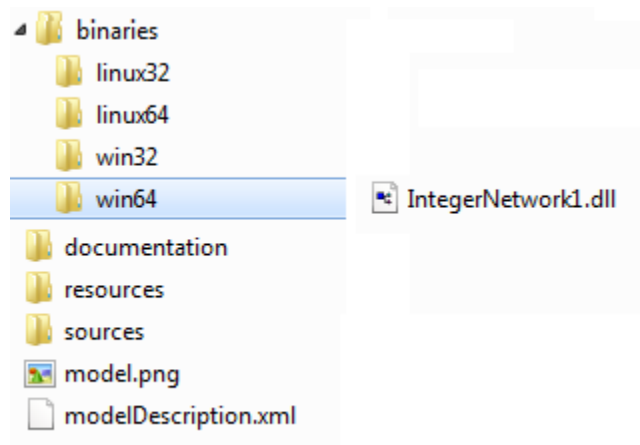 binaries
linux32
linux64
win32
win64
IntegerNetwork1.dll
documentation
resources
sources
model.png
modelDescription.xml